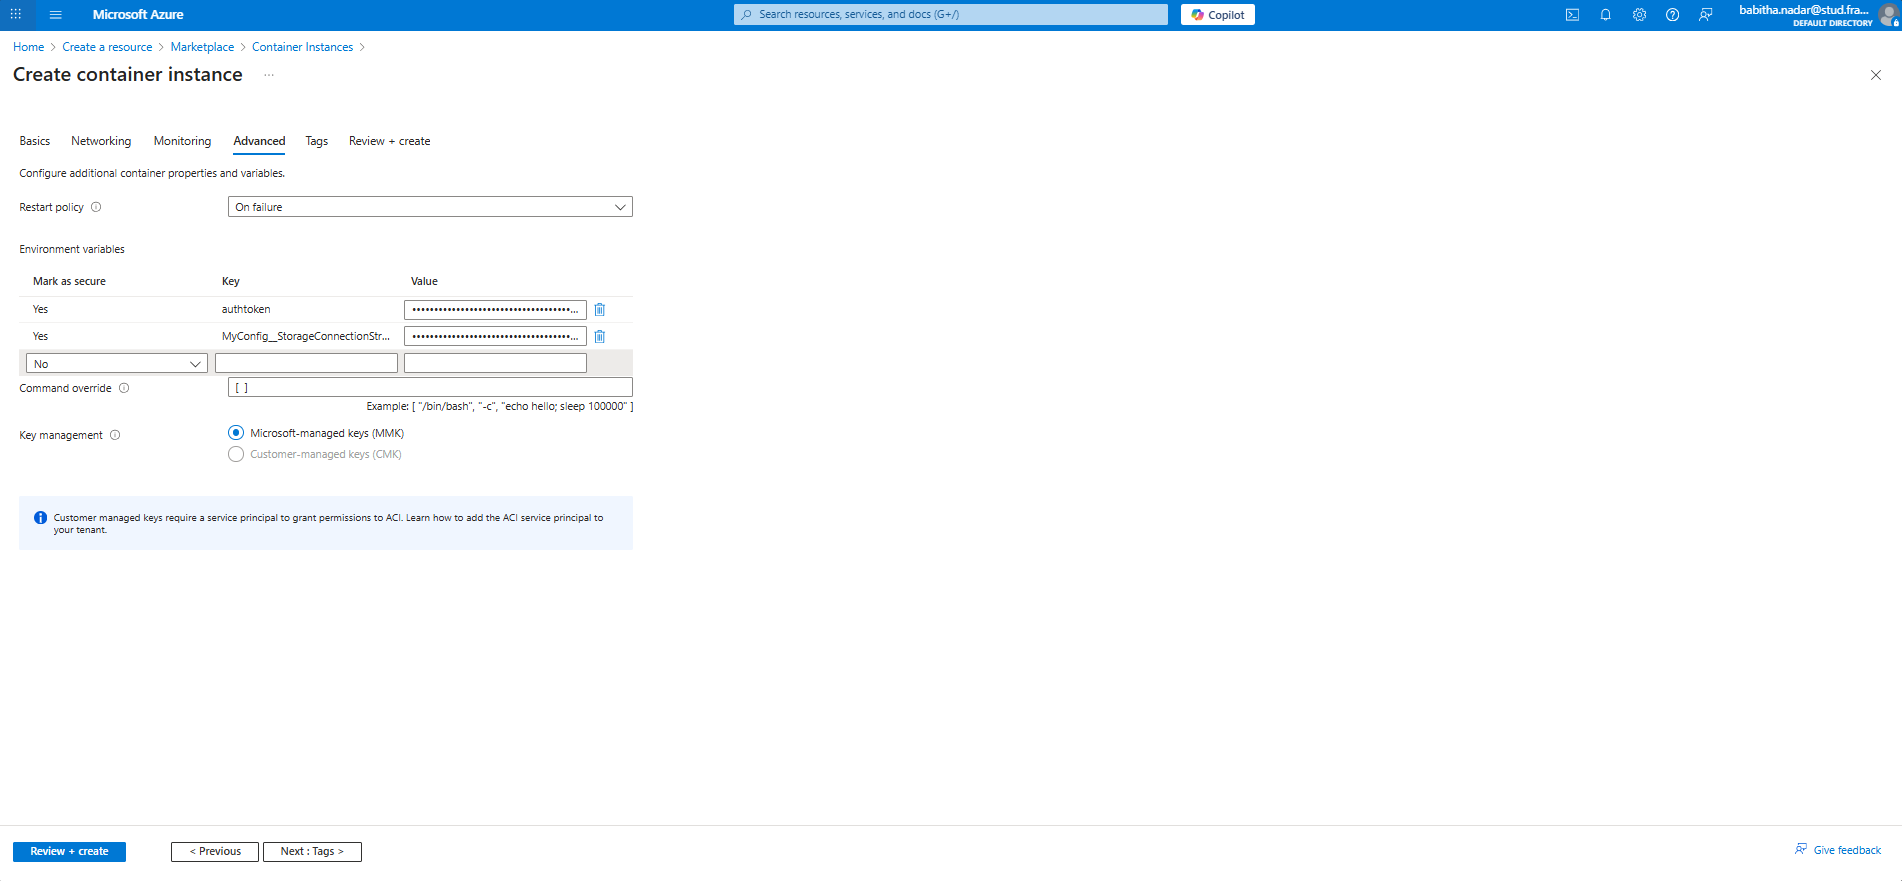 Microsoft Azure
Search resources, services, and docs (G+/)
Copilot
babitha.nadar@stud.fra...
DEFAULT DIRECTORY
Home > Create a resource > Marketplace > Container Instances >
Create container instance ...
Basics Networking Monitoring Advanced Tags Review + create
Configure additional container properties and variables.
Restart policy On failure
Environment variables
Mark as secure Key Value
Yes authtoken ••••••••••••••••••••••••••••••••••••...
Yes MyConfig__StorageConnectionStr... ••••••••••••••••••••••••••••••••••••...
No
Command override [ ]
Example: [ "/bin/bash", "-c", "echo hello; sleep 100000" ]
Key management Microsoft-managed keys (MMK)
Customer-managed keys (CMK)
Customer managed keys require a service principal to grant permissions to ACI. Learn how to add the ACI service principal to
your tenant.
Review + create < Previous Next : Tags > Give feedback